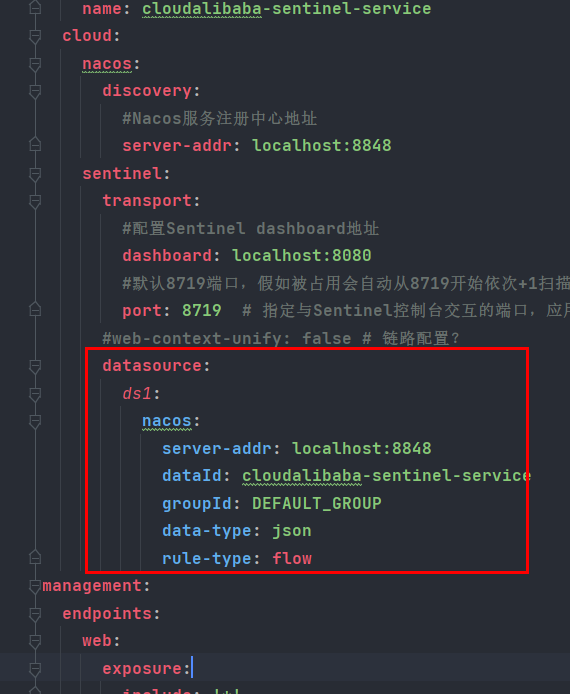 name: cloudalibaba-sentinel-service
cloud:
nacos:
discovery:
#Nacos服务注册中心地址
server-addr: localhost:8848
sentinel:
transport:
#配置Sentinel dashboard地址
dashboard: localhost:8080
#默认8719端口，假如被占用会自动从8719开始依次+1扫描
port: 8719 # 指定与Sentinel控制台交互的端口，应用
#web-context-unify: false # 链路配置？
datasource:
ds1:
nacos:
server-addr: localhost:8848
dataId: cloudalibaba-sentinel-service
groupId: DEFAULT_GROUP
data-type: json
rule-type: flow
management:
endpoints:
web:
exposure:
include: '*'